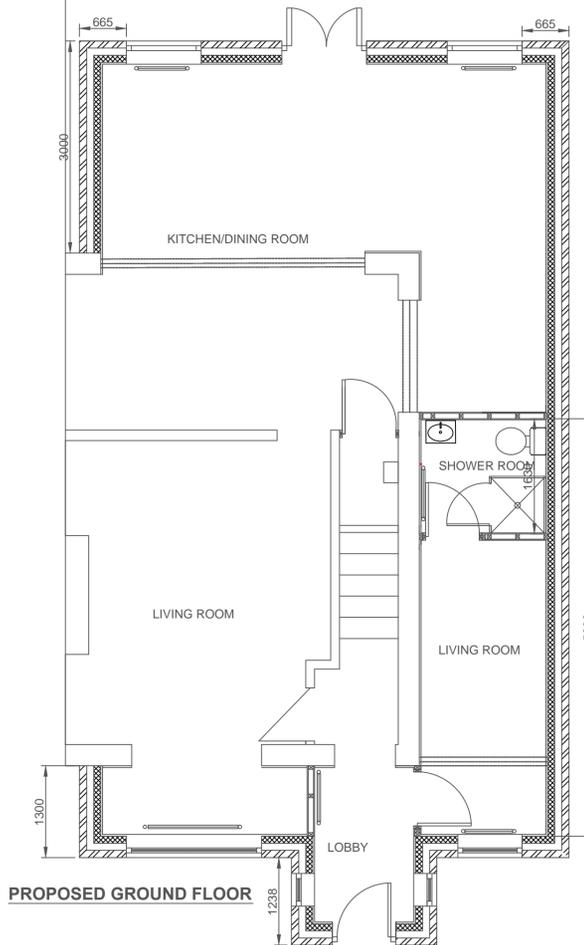 665
665
3000
KITCHEN/DINING ROOM
SHOWER ROOM
1630
LIVING ROOM
LIVING ROOM
1300
LOBBY
PROPOSED GROUND FLOOR
1238